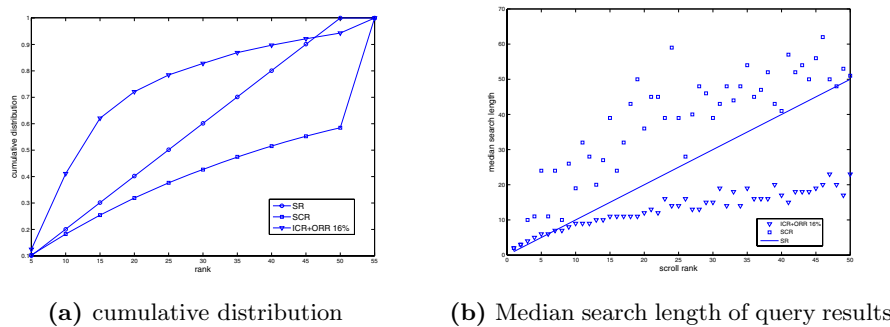 cumulative distribution
1
0.9
0.8
0.7
0.6
0.5
0.4
0.3
0.2
0.1
5 10 15 20 25 30 35 40 45 50 55
rank
SR
SCR
ICR+ORR 16%
(a) cumulative distribution
median search length
70
60
50
40
30
20
10
0
0 5 10 15 20 25 30 35 40 45 50
scroll rank
ICR+ORR 16%
SCR
SR
(b) Median search length of query results